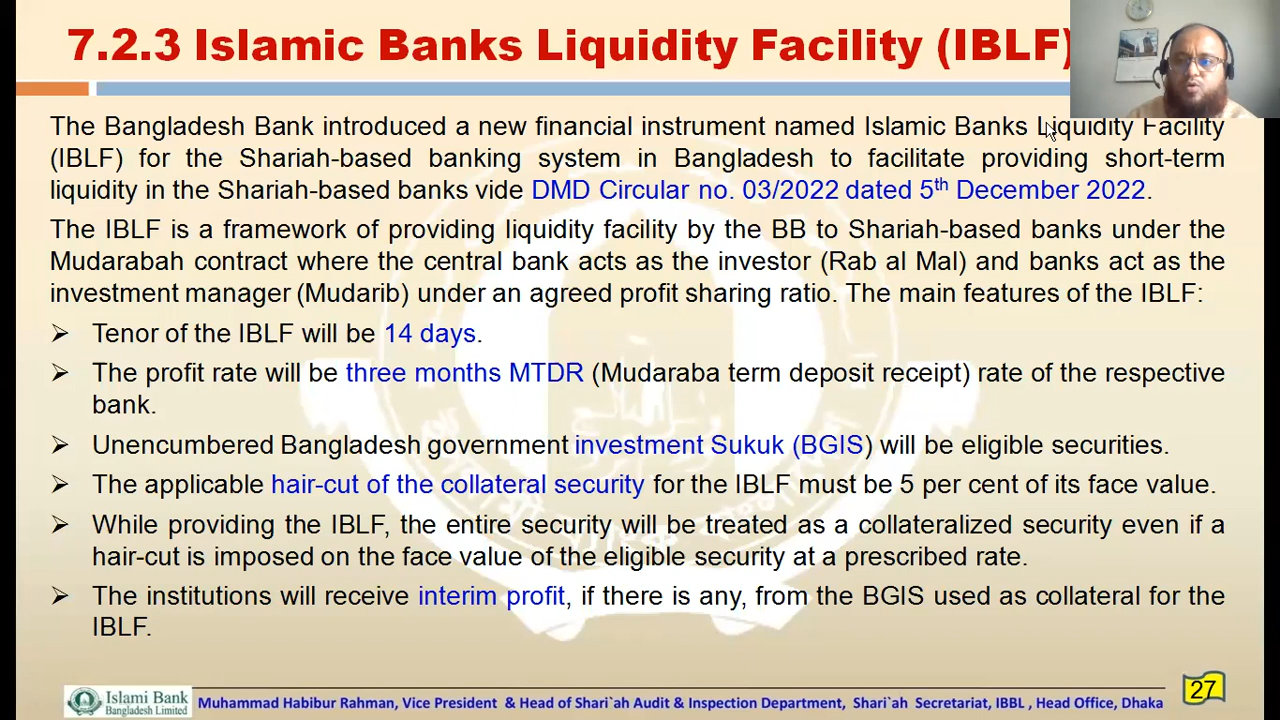 7.2.3 Islamic Banks Liquidity Facility (IBLF)
The Bangladesh Bank introduced a new financial instrument named Islamic Banks Liquidity Facility
(IBLF) for the Shariah-based banking system in Bangladesh to facilitate providing short-term
liquidity in the Shariah-based banks vide DMD Circular no. 03/2022 dated 5th December 2022.
The IBLF is a framework of providing liquidity facility by the BB to Shariah-based banks under the
Mudarabah contract where the central bank acts as the investor (Rab al Mal) and banks act as the
investment manager (Mudarib) under an agreed profit sharing ratio. The main features of the IBLF:
➢ Tenor of the IBLF will be 14 days.
➢ The profit rate will be three months MTDR (Mudaraba term deposit receipt) rate of the respective
bank.
➢ Unencumbered Bangladesh government investment Sukuk (BGIS) will be eligible securities.
➢ The applicable hair-cut of the collateral security for the IBLF must be 5 per cent of its face value.
➢ While providing the IBLF, the entire security will be treated as a collateralized security even if a
hair-cut is imposed on the face value of the eligible security at a prescribed rate.
➢ The institutions will receive interim profit, if there is any, from the BGIS used as collateral for the
IBLF.
Islami Bank
Bangladesh Limited
Muhammad Habibur Rahman, Vice President & Head of Shari`ah Audit & Inspection Department, Shari`ah Secretariat, IBBL , Head Office, Dhaka
27